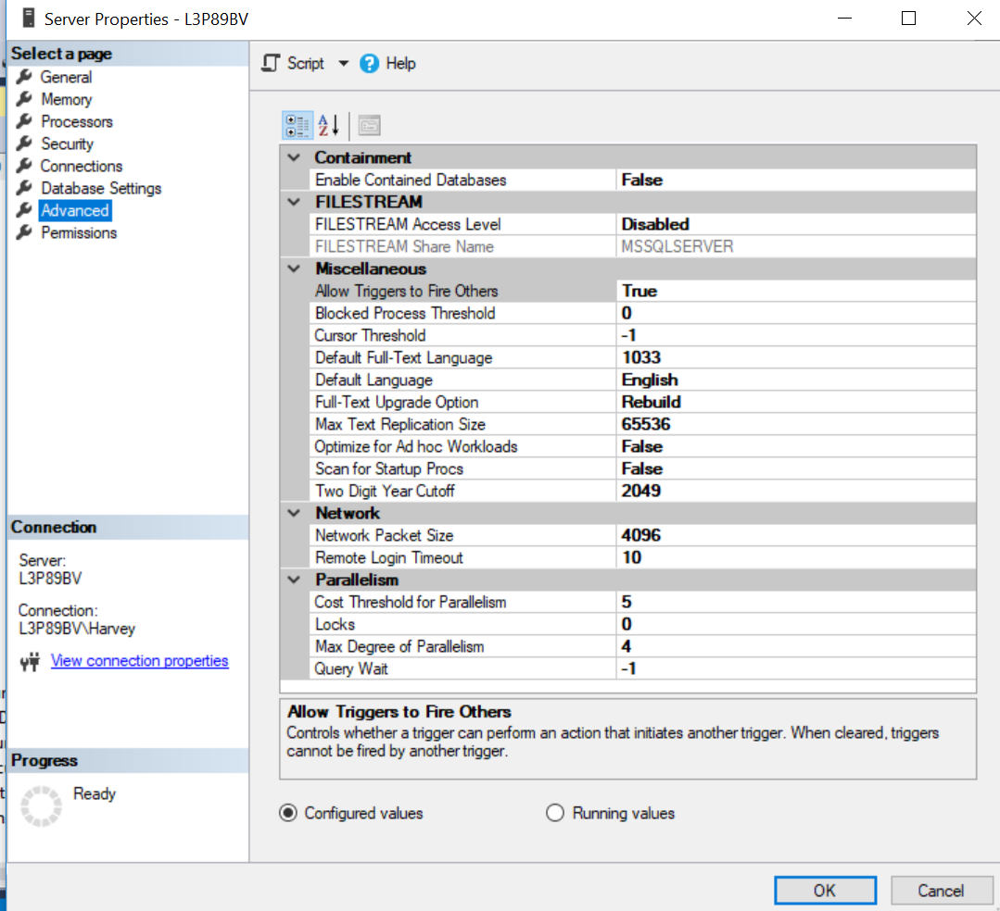 Server Properties - L3P89BV
Select a page
General
Memory
Processors
Security
Connections
Database Settings
Advanced
Permissions
Connection
Server:
L3P89BV
Connection:
L3P89BV\Harvey
View connection properties
Progress
Ready
Script Help
Containment
Enable Contained Databases False
FILESTREAM
FILESTREAM Access Level Disabled
FILESTREAM Share Name MSSQLSERVER
Miscellaneous
Allow Triggers to Fire Others True
Blocked Process Threshold 0
Cursor Threshold -1
Default Full-Text Language 1033
Default Language English
Full-Text Upgrade Option Rebuild
Max Text Replication Size 65536
Optimize for Ad hoc Workloads False
Scan for Startup Procs False
Two Digit Year Cutoff 2049
Network
Network Packet Size 4096
Remote Login Timeout 10
Parallelism
Cost Threshold for Parallelism 5
Locks 0
Max Degree of Parallelism 4
Query Wait -1
Allow Triggers to Fire Others
Controls whether a trigger can perform an action that initiates another trigger. When cleared, triggers
cannot be fired by another trigger.
Configured values Running values
OK Cancel